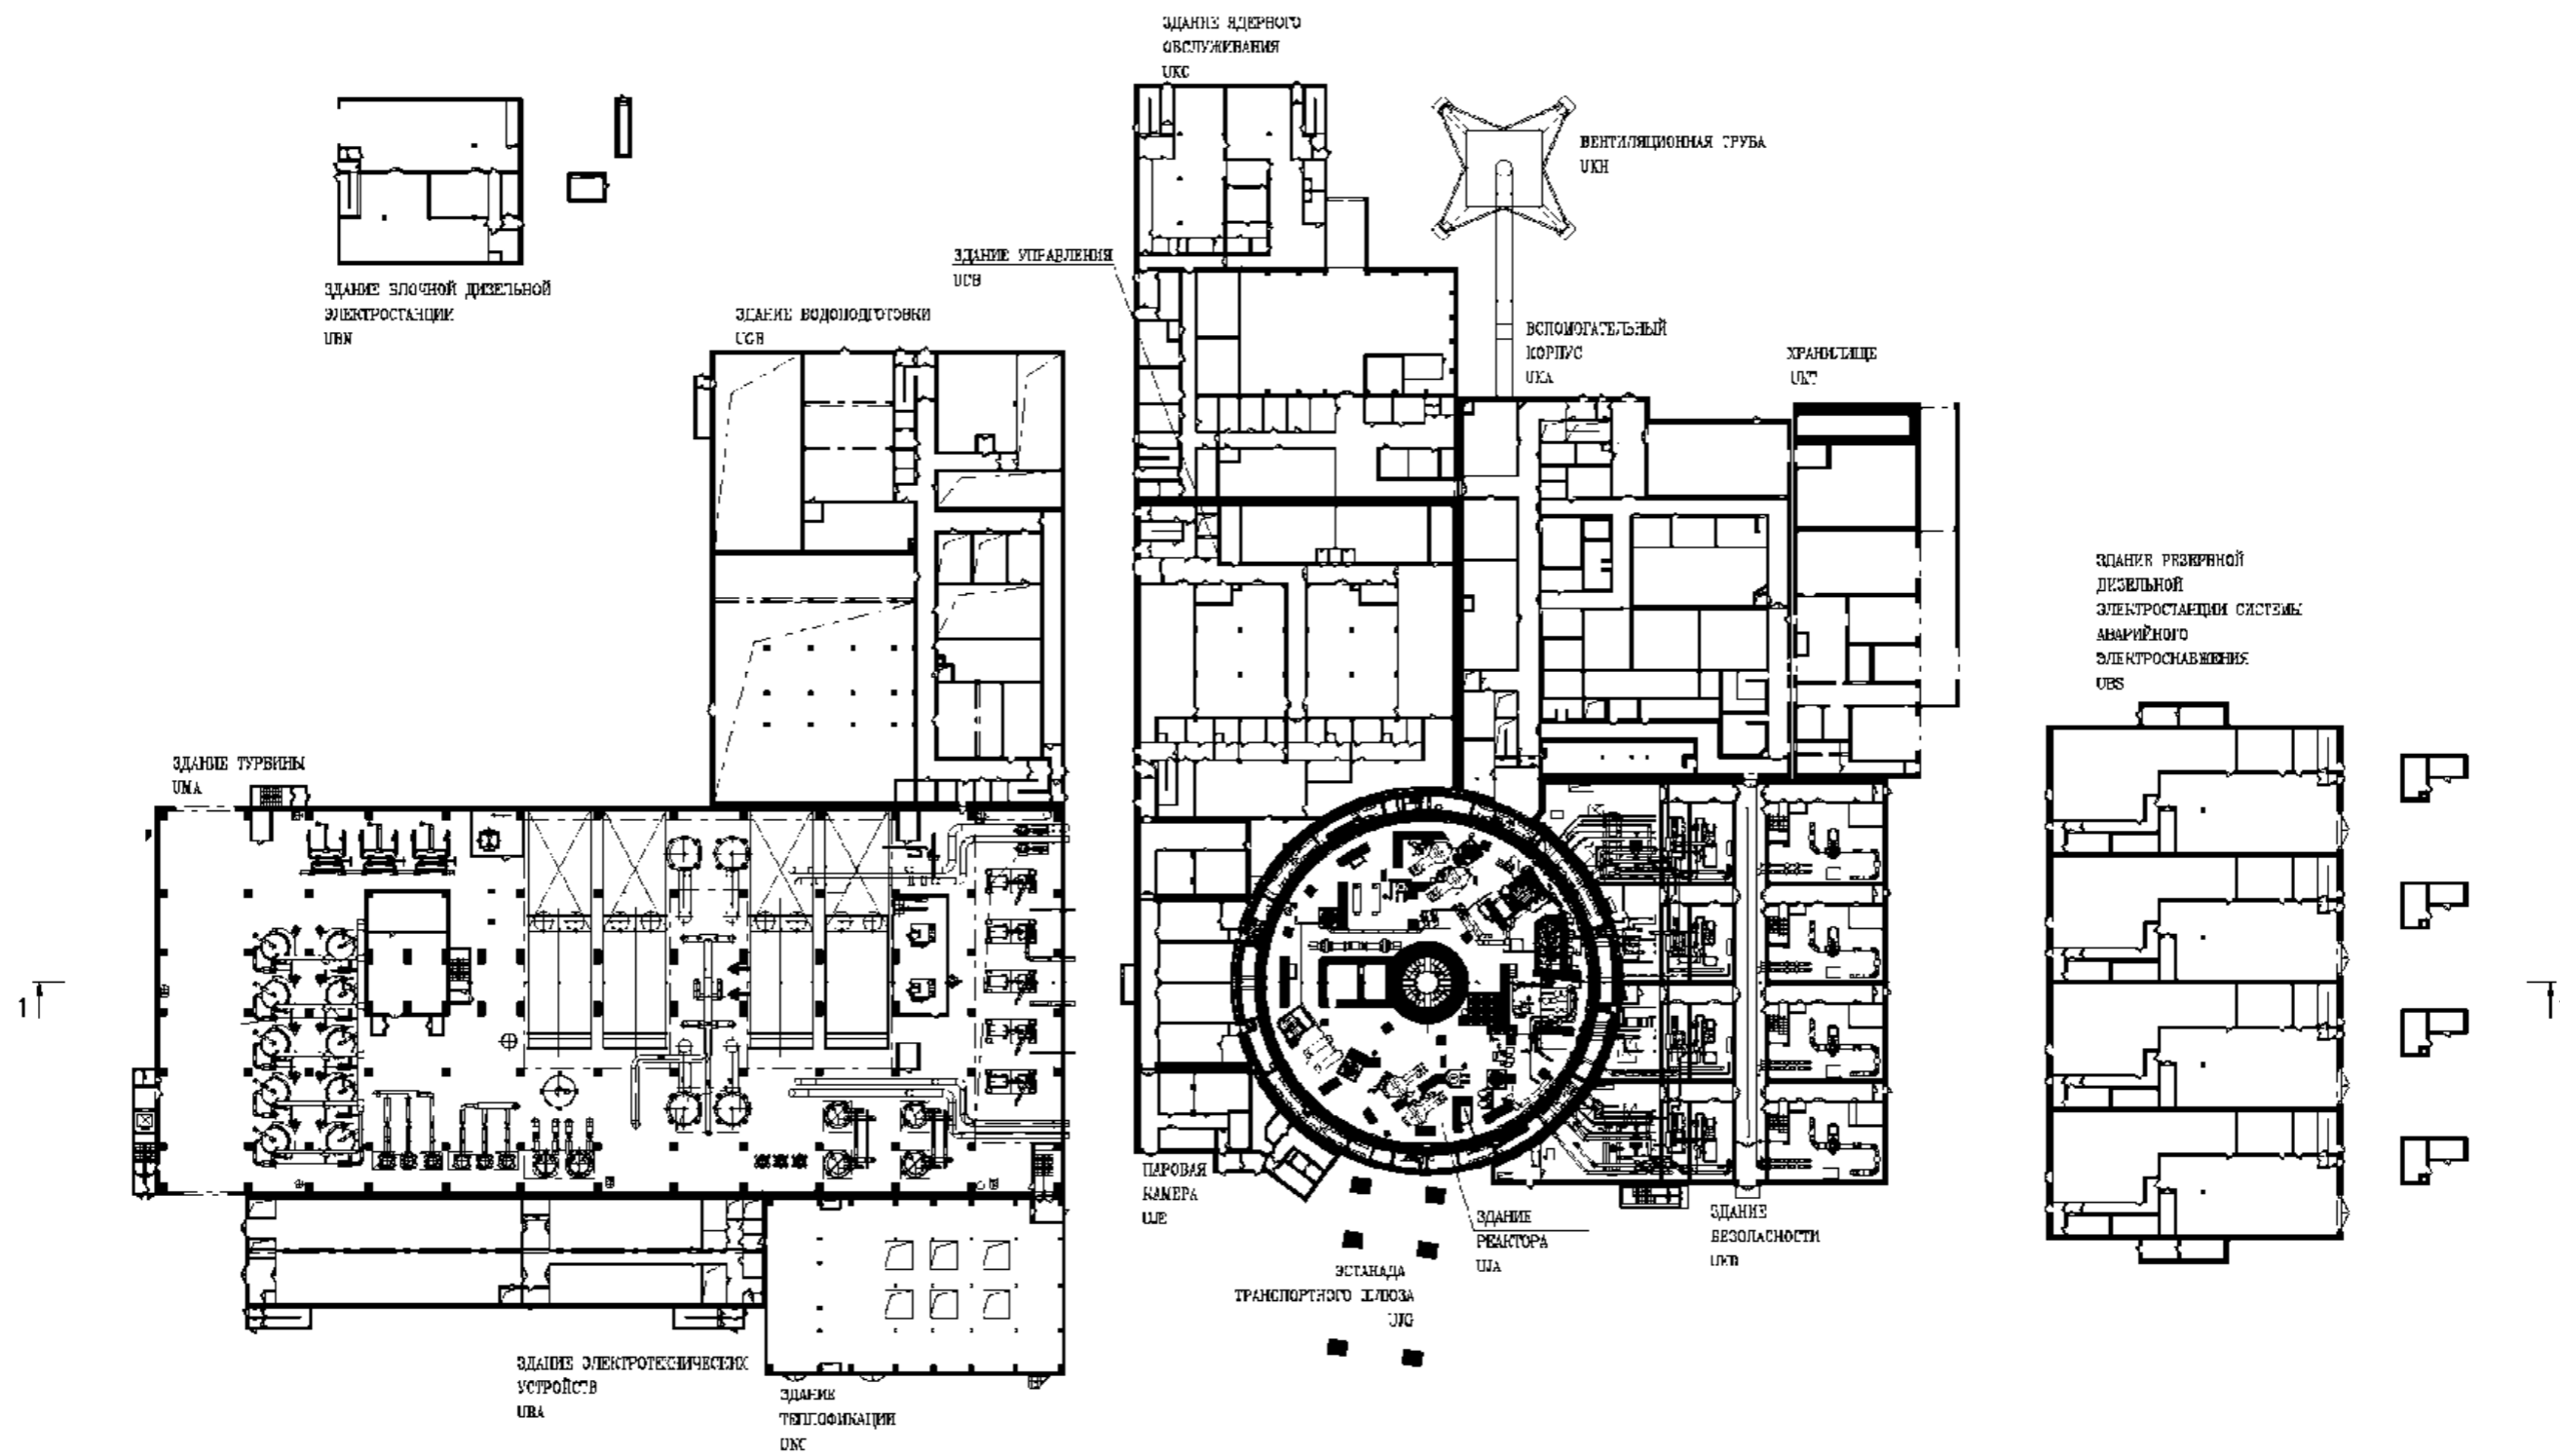 ЗДАНИЕ ЯДЕРНОГО
ОБСЛУЖИВАНИЯ
UKC
ВЕНТИЛЯЦИОННАЯ ТРУБА
UKH
ЗДАНИЕ УПРАВЛЕНИЯ
UCB
ЗДАНИЕ БЛОЧНОЙ ДИЗЕЛЬНОЙ
ЭЛЕКТРОСТАНЦИИ
UBN
ЗДАНИЕ ВОДОПОДГОТОВКИ
UGB
ВСПОМОГАТЕЛЬНЫЙ
КОРПУС
UKA
ХРАНИЛИЩЕ
UKT
ЗДАНИЕ РЕЗЕРВНОЙ
ДИЗЕЛЬНОЙ
ЭЛЕКТРОСТАНЦИИ СИСТЕМЫ
АВАРИЙНОГО
ЭЛЕКТРОСНАБЖЕНИЯ
UBS
ЗДАНИЕ ТУРБИНЫ
UMA
1
ПАРОВАЯ
КАМЕРА
UJE
ЗДАНИЕ
РЕАКТОРА
UJA
ЗДАНИЕ
БЕЗОПАСНОСТИ
UKD
ЭСТАКАДА
ТРАНСПОРТНОГО ШЛЮЗА
UJG
ЗДАНИЕ ЭЛЕКТРОТЕХНИЧЕСКИХ
УСТРОЙСТВ
UBA
ЗДАНИЕ
ТЕПЛОФИКАЦИИ
UNC